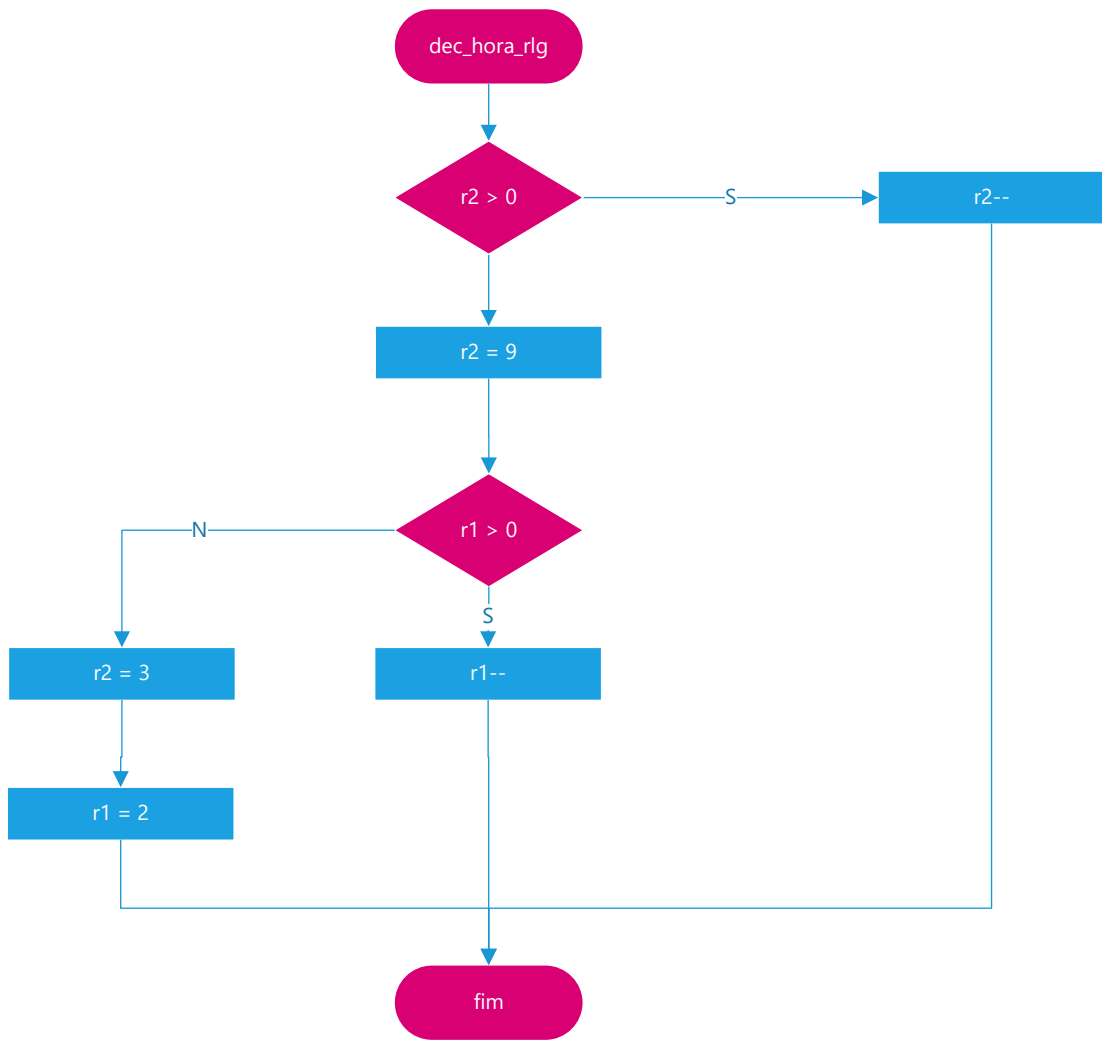 dec_hora_rlg
r2 > 0
S
r2--
r2 = 9
r1 > 0
N
S
r2 = 3
r1--
r1 = 2
fim